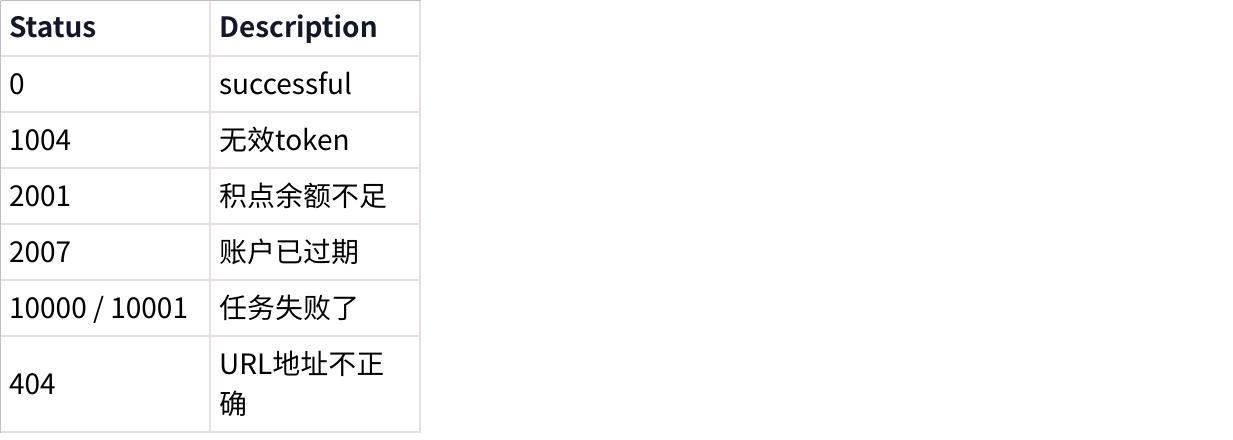 Status Description
0 successful
1004 无效token
2001 积点余额不足
2007 账户已过期
10000 / 10001 任务失败了
404 URL地址不正
确